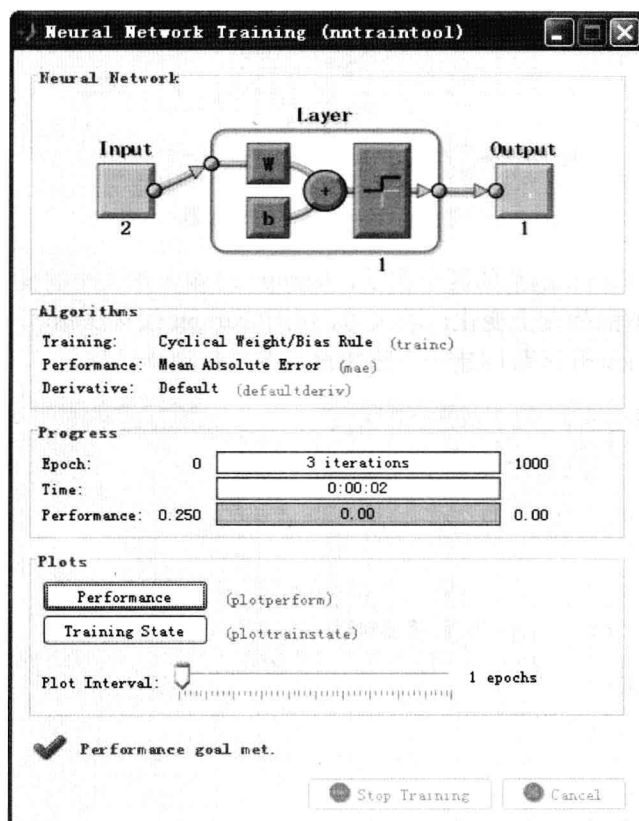 Neural Network Training (nntraintool)
Neural Network
Layer
Input
Output
W
+
b
2
1
1
Algorithms
Training: Cyclical Weight/Bias Rule (trainc)
Performance: Mean Absolute Error (mae)
Derivative: Default (defaultderiv)
Progress
Epoch: 0 3 iterations 1000
Time: 0:00:02
Performance: 0.250 0.00 0.00
Plots
Performance (plotperform)
Training State (plottrainstate)
Plot Interval: 1 epochs
Performance goal met.
Stop Training Cancel